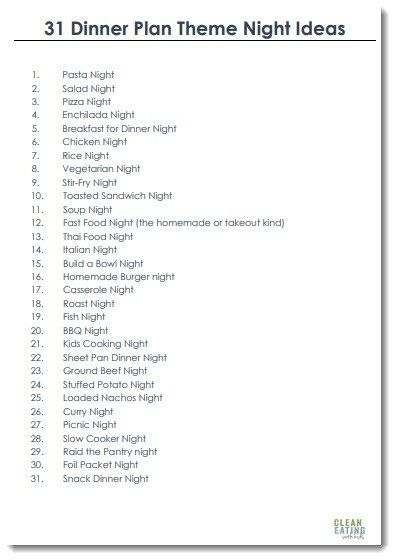 31 Dinner Plan Theme Night Ideas
1. Pasta Night
2. Salad Night
3. Pizza Night
4. Enchilada Night
5. Breakfast for Dinner Night
6. Chicken Night
7. Rice Night
8. Vegetarian Night
9. Stir-Fry Night
10. Toasted Sandwich Night
11. Soup Night
12. Fast Food Night (the homemade or takeout kind)
13. Thai Food Night
14. Italian Night
15. Build a Bowl Night
16. Homemade Burger night
17. Casserole Night
18. Roast Night
19. Fish Night
20. BBQ Night
21. Kids Cooking Night
22. Sheet Pan Dinner Night
23. Ground Beef Night
24. Stuffed Potato Night
25. Loaded Nachos Night
26. Curry Night
27. Picnic Night
28. Slow Cooker Night
29. Raid the Pantry night
30. Foil Packet Night
31. Snack Dinner Night
CLEAN
EATING
with kids